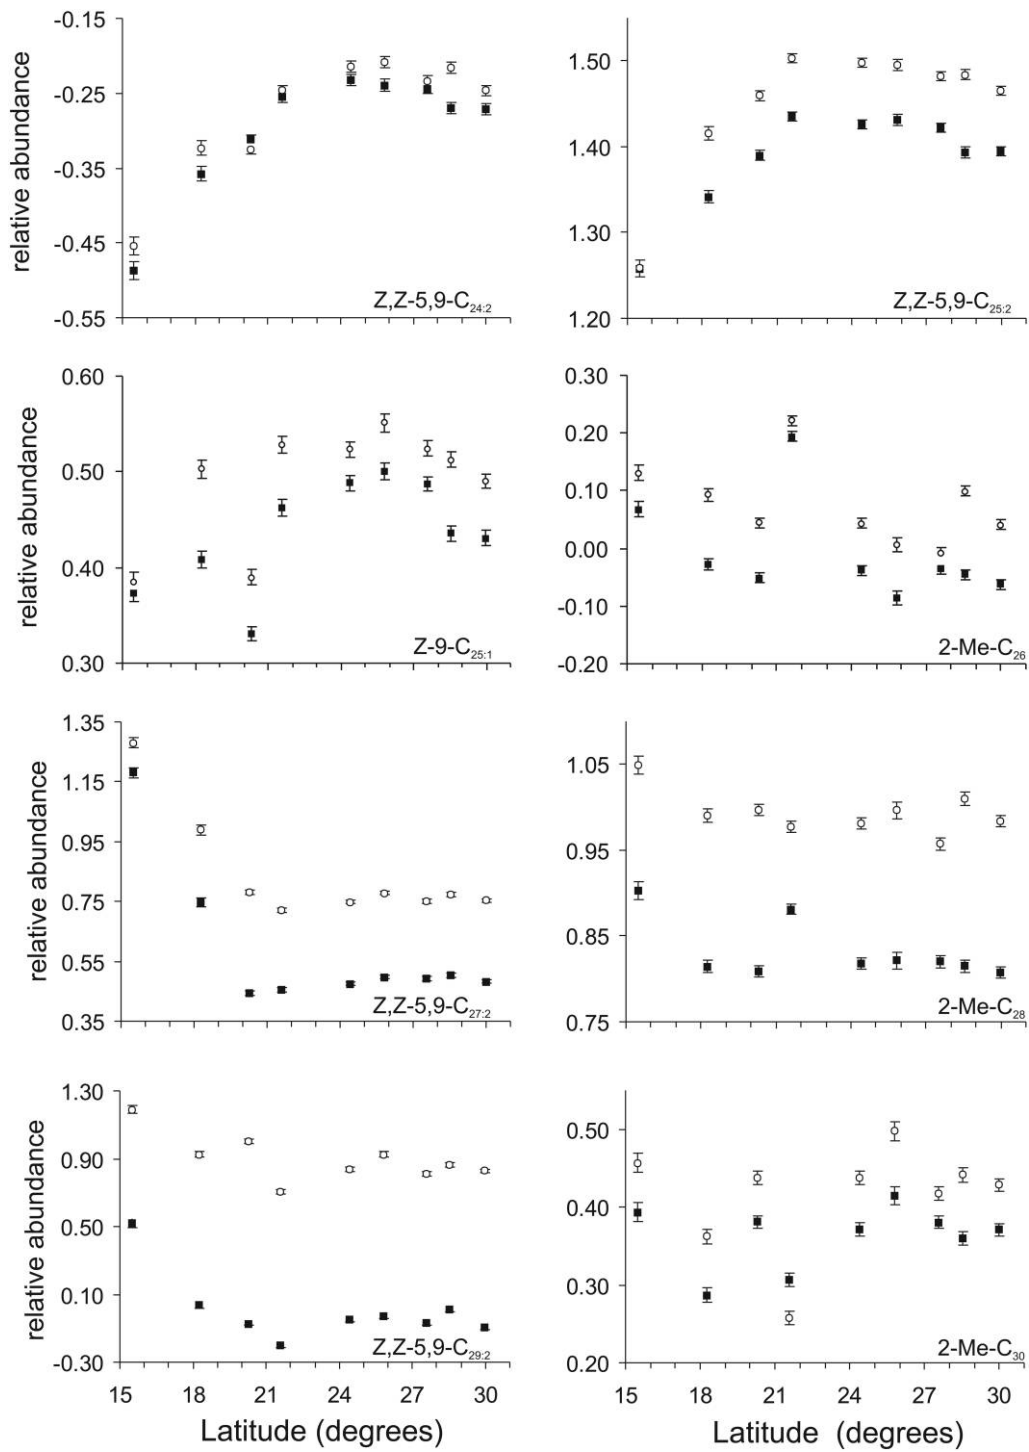 relative abundance
-0.15
-0.25
-0.35
-0.45
-0.55
Z,Z-5,9-C24:2
1.50
1.40
1.30
1.20
Z,Z-5,9-C25:2
relative abundance
0.60
0.50
0.40
0.30
Z-9-C25:1
0.30
0.20
0.10
0.00
-0.10
-0.20
2-Me-C26
relative abundance
1.35
1.15
0.95
0.75
0.55
0.35
Z,Z-5,9-C27:2
1.05
0.95
0.85
0.75
2-Me-C28
relative abundance
1.30
0.90
0.50
0.10
-0.30
Z,Z-5,9-C29:2
15 18 21 24 27 30
Latitude (degrees)
0.50
0.40
0.30
0.20
2-Me-C30
15 18 21 24 27 30
Latitude (degrees)